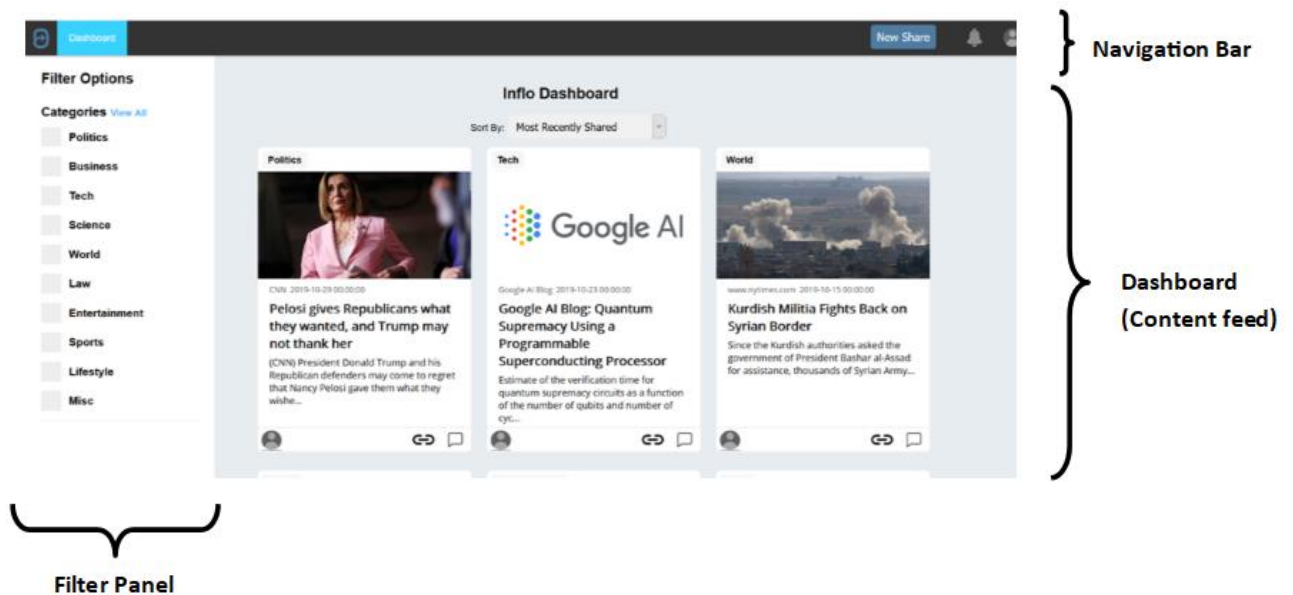 Dashboard
New Share
Navigation Bar
Filter Options
Categories View All
Politics
Business
Tech
Science
World
Law
Entertainment
Sports
Lifestyle
Misc
Inflo Dashboard
Sort By: Most Recently Shared
Politics
CNN 2019-10-29 00:00:00
Pelosi gives Republicans what
they wanted, and Trump may
not thank her
(CNN) President Donald Trump and his
Republican defenders may come to regret
that Nancy Pelosi gave them what they
wishe...
Tech
Google AI
Google AI Blog 2019-10-23 00:00:00
Google AI Blog: Quantum
Supremacy Using a
Programmable
Superconducting Processor
Estimate of the verification time for
quantum supremacy circuits as a function
of the number of qubits and number of
cyc...
World
www.nytimes.com 2019-10-15 00:00:00
Kurdish Militia Fights Back on
Syrian Border
Since the Kurdish authorities asked the
government of President Bashar al-Assad
for assistance, thousands of Syrian Army...
Dashboard
(Content feed)
Filter Panel